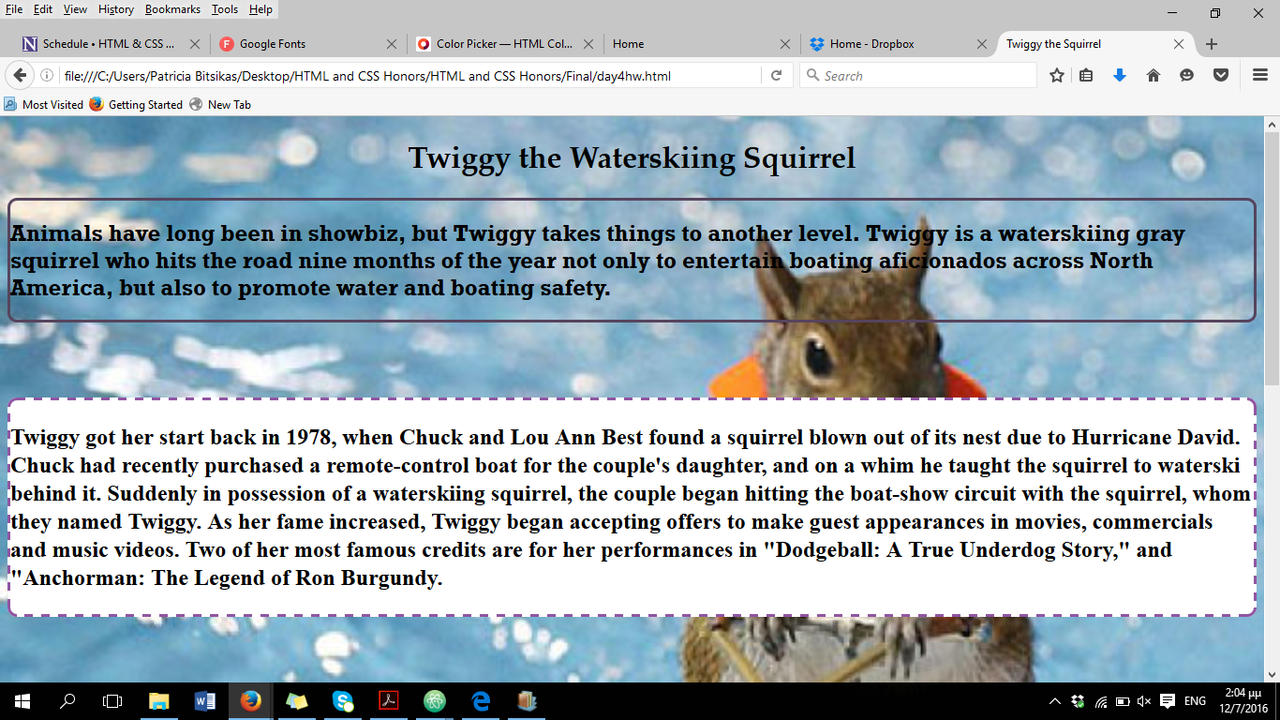 File Edit View History Bookmarks Tools Help
Schedule • HTML & CSS ...
Google Fonts
Color Picker — HTML Col...
Home
Home - Dropbox
Twiggy the Squirrel
file:///C:/Users/Patricia Bitsikas/Desktop/HTML and CSS Honors/HTML and CSS Honors/Final/day4hw.html
Search
Most Visited Getting Started New Tab
Twiggy the Waterskiing Squirrel
Animals have long been in showbiz, but Twiggy takes things to another level. Twiggy is a waterskiing gray
squirrel who hits the road nine months of the year not only to entertain boating aficionados across North
America, but also to promote water and boating safety.
Twiggy got her start back in 1978, when Chuck and Lou Ann Best found a squirrel blown out of its nest due to Hurricane David.
Chuck had recently purchased a remote-control boat for the couple's daughter, and on a whim he taught the squirrel to waterski
behind it. Suddenly in possession of a waterskiing squirrel, the couple began hitting the boat-show circuit with the squirrel, whom
they named Twiggy. As her fame increased, Twiggy began accepting offers to make guest appearances in movies, commercials
and music videos. Two of her most famous credits are for her performances in "Dodgeball: A True Underdog Story," and
"Anchorman: The Legend of Ron Burgundy.
ENG
2:04 μμ
12/7/2016